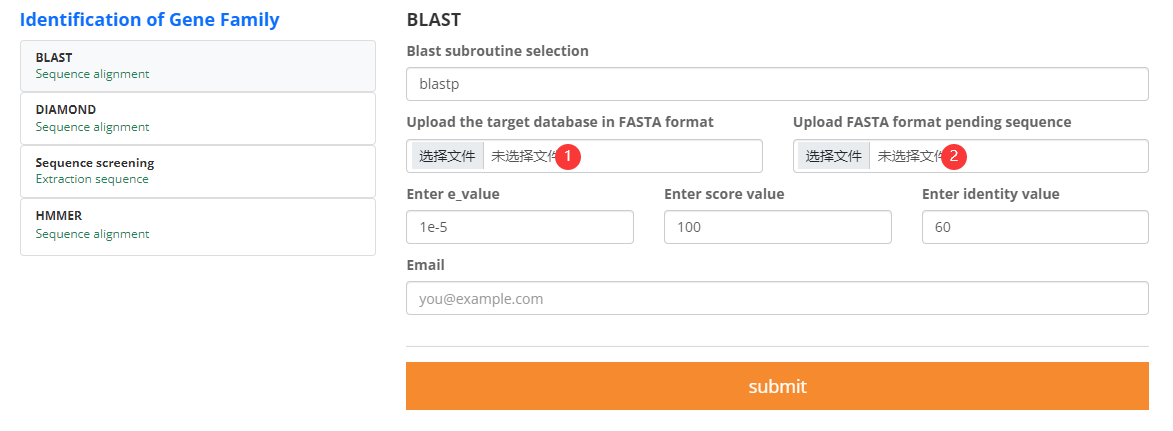 Identification of Gene Family
BLAST
Sequence alignment
DIAMOND
Sequence alignment
Sequence screening
Extraction sequence
HMMER
Sequence alignment
BLAST
Blast subroutine selection
blastp
Upload the target database in FASTA format
选择文件 未选择文件 1
Upload FASTA format pending sequence
选择文件 未选择文件 2
Enter e_value
1e-5
Enter score value
100
Enter identity value
60
Email
you@example.com
submit